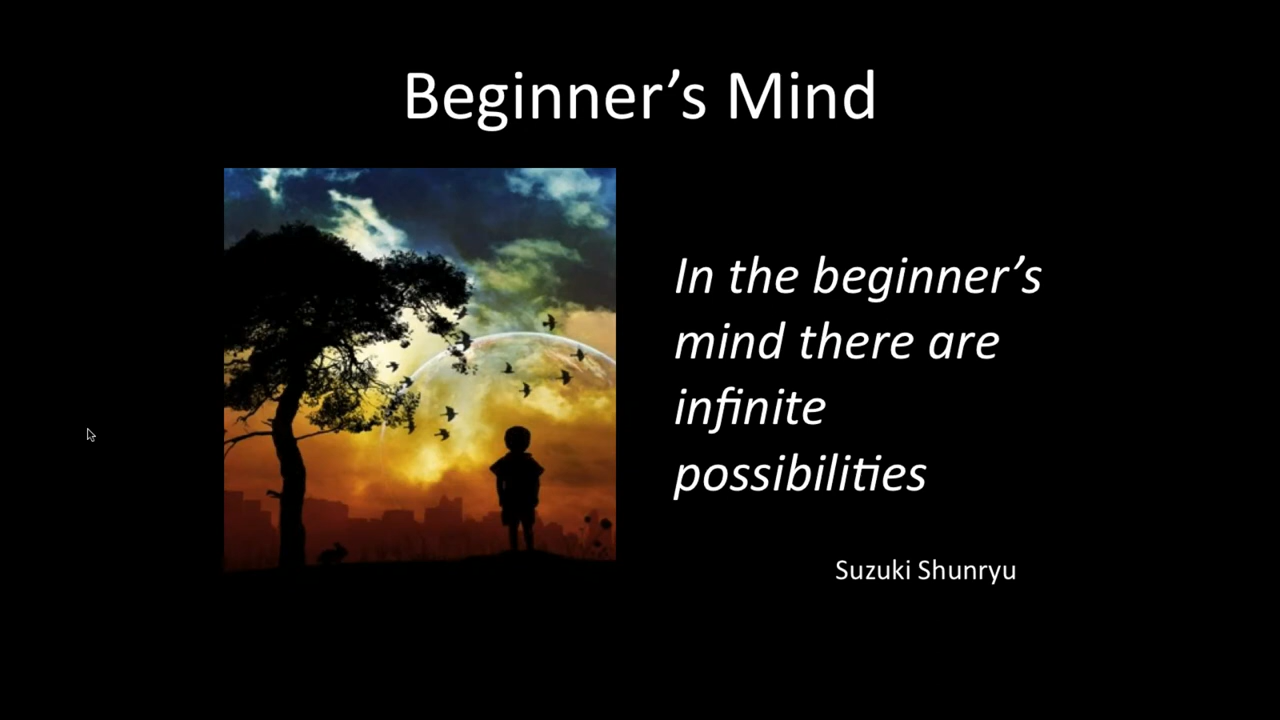 Beginner’s Mind
In the beginner’s
mind there are
infinite
possibilities
Suzuki Shunryu